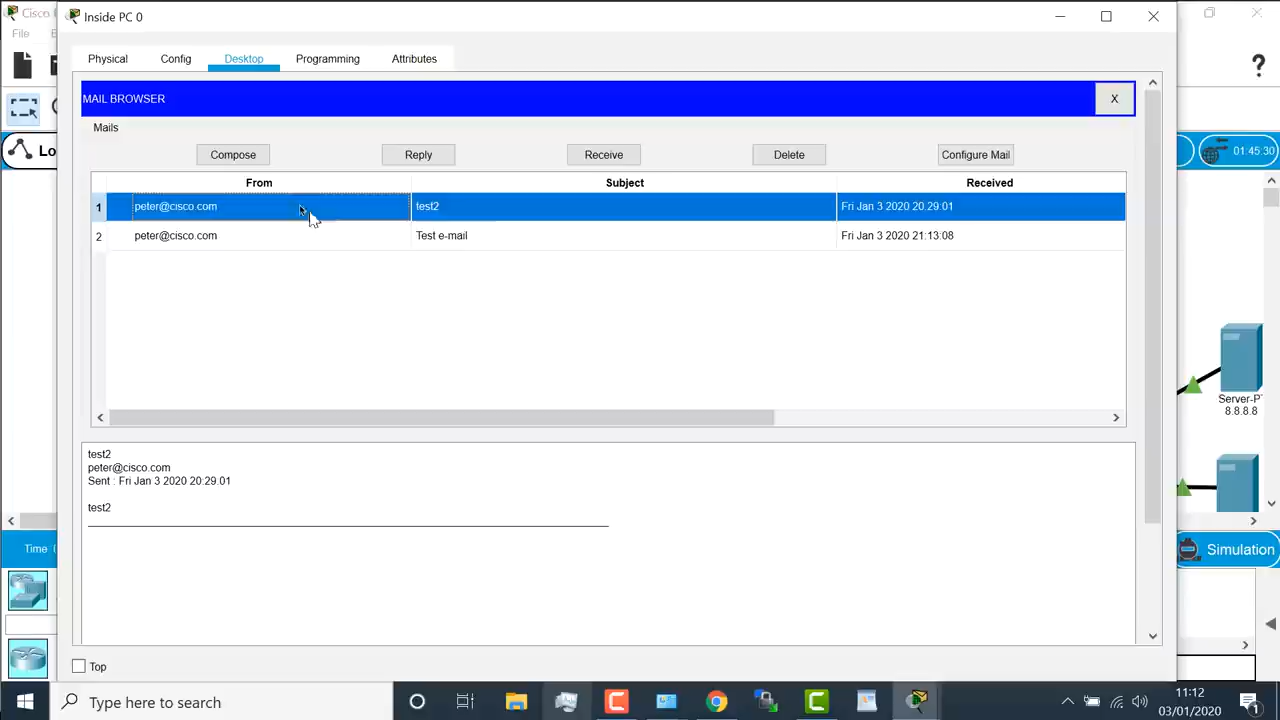 Cisco
Inside PC 0
File
E
Physical
Config
Desktop
Programming
Attributes
?
MAIL BROWSER
X
Mails
Lo
01:45:30
Compose
Reply
Receive
Delete
Configure Mail
From
Subject
Received
1
peter@cisco.com
test2
Fri Jan 3 2020 20:29:01
2
peter@cisco.com
Test e-mail
Fri Jan 3 2020 21:13:08
Server-P
8.8.8.8
test2
peter@cisco.com
Sent : Fri Jan 3 2020 20:29:01
test2
Time (
Simulation
Top
Type here to search
11:12
03/01/2020
1